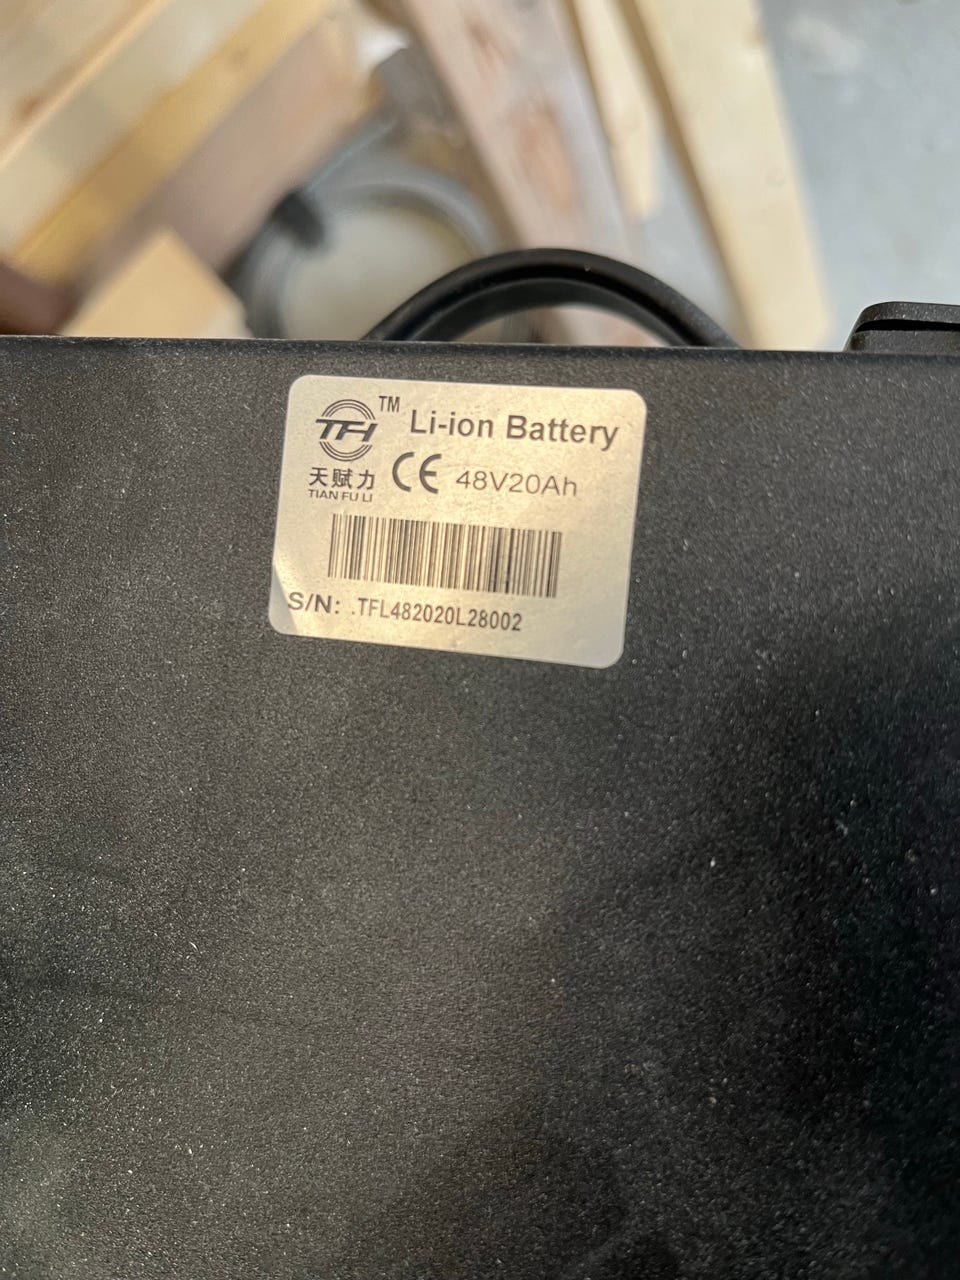 TFH TM Li-ion Battery
天赋力 CE 48V20Ah
TIAN FU LI
S/N: .TFL482020L28002